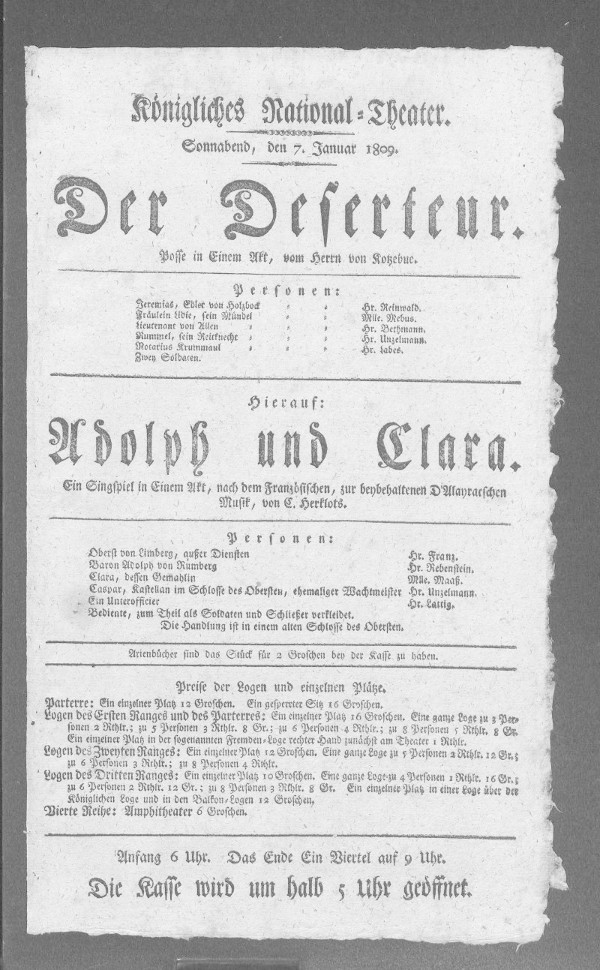 Königliches National-Theater.
Sonnabend, den 7. Januar 1809.
Der Deserteur.
Posse in Einem Akt, vom Herrn von Kotzebue.
Personen:
Jeremias, Edler von Holzbock Hr. Reinwald.
Fräulein Udie, sein Mündel Mlle. Mebus.
Lieutenant von Allen Hr. Bethmann.
Rummel, sein Reitknecht Hr. Unzelmann.
Notarius Krummaul Hr. Labes.
Zwey Soldaten.
Hierauf:
Adolph und Clara.
Ein Singspiel in Einem Akt, nach dem Französischen, zur beybehaltenen D'Alayracschen
Musik, von C. Herklots.
Personen:
Oberst von Limberg, außer Diensten Hr. Franz.
Baron Adolph von Rumberg Hr. Rebenstein.
Clara, dessen Gemahlin Mlle. Maaß.
Caspar, Kastellan im Schlosse des Obersten, ehemaliger Wachtmeister Hr. Unzelmann.
Ein Unterofficier Hr. Lattig.
Bediente, zum Theil als Soldaten und Schließer verkleidet.
Die Handlung ist in einem alten Schlosse des Obersten.
Arienbücher sind das Stück für 2 Groschen bey der Kasse zu haben.
Preise der Logen und einzelnen Plätze.
Parterre: Ein einzelner Platz 12 Groschen. Ein gesperrter Sitz 16 Groschen.
Logen des Ersten Ranges und des Parterres: Ein einzelner Platz 16 Groschen. Eine ganze Loge zu 3 Per-
sonen 2 Rthlr.; zu 5 Personen 3 Rthlr. 8 Gr.; zu 6 Personen 4 Rthlr.; zu 8 Personen 5 Rthlr. 8 Gr.
Ein einzelner Platz in der sogenannten Fremden-Loge rechter Hand zunächst am Theater 1 Rthlr.
Logen des Zweyten Ranges: Ein einzelner Platz 12 Groschen. Eine ganze Loge zu 5 Personen 2 Rthlr. 12 Gr.;
zu 6 Personen 3 Rthlr.; zu 8 Personen 4 Rthlr.
Logen des Dritten Ranges: Ein einzelner Platz 10 Groschen. Eine ganze Loge zu 4 Personen 1 Rthlr. 16 Gr.;
zu 6 Personen 2 Rthlr. 12 Gr.; zu 8 Personen 3 Rthlr. 8 Gr. Ein einzelner Platz in einer Loge über der
Königlichen Loge und in den Balkon-Logen 12 Groschen.
Vierte Reihe: Amphitheater 6 Groschen.
Anfang 6 Uhr. Das Ende Ein Viertel auf 9 Uhr.
Die Kasse wird um halb 5 Uhr geöffnet.